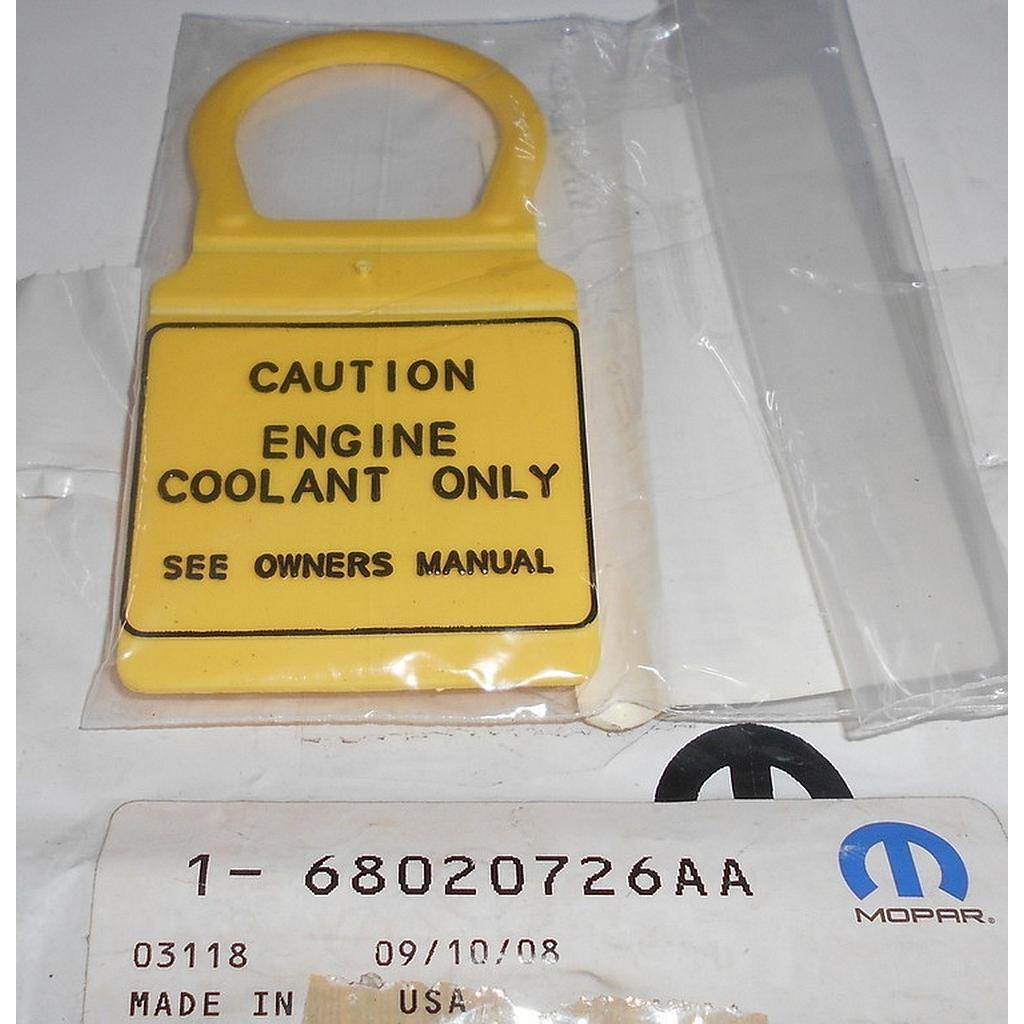 CAUTION
ENGINE
COOLANT ONLY
SEE OWNERS MANUAL
1- 68020726AA
MOPAR®
03118 09/10/08
MADE IN USA